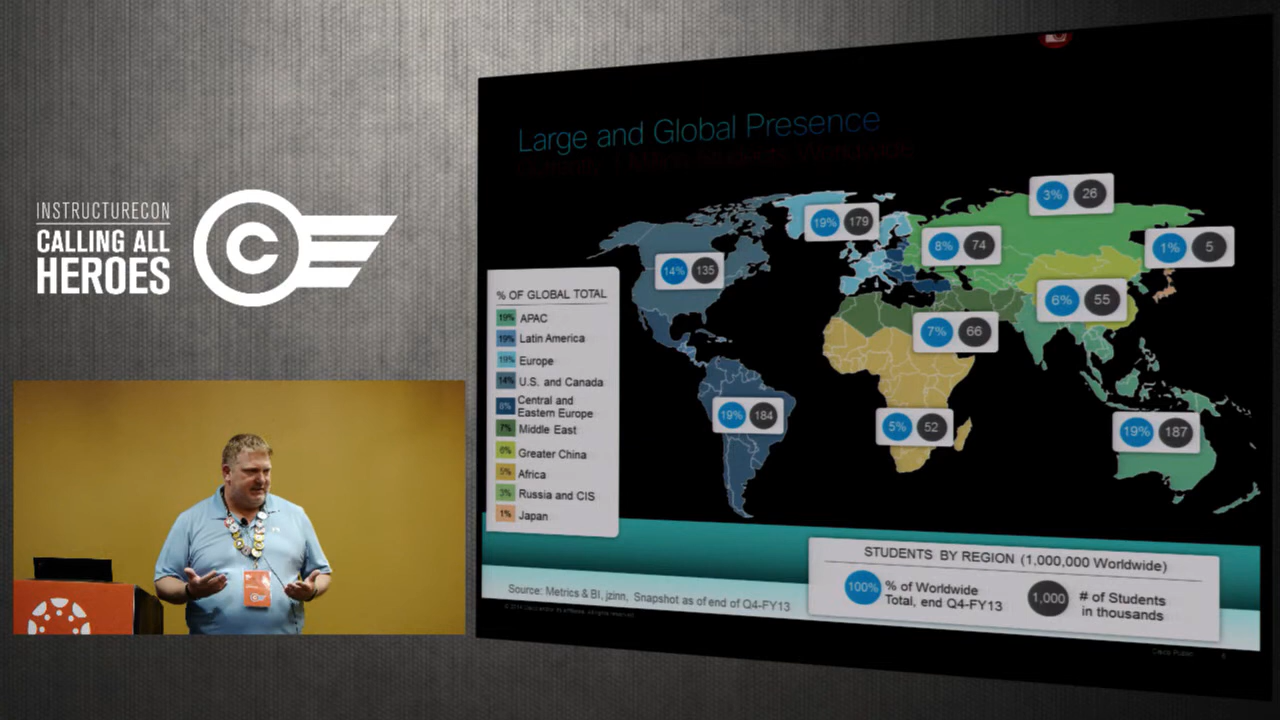 INSTRUCTURECON
CALLING ALL
HEROES
C
Large and Global Presence
3% 26
19% 179
8% 74
1% 5
14% 135
6% 55
7% 66
19% 184
5% 52
19% 187
% OF GLOBAL TOTAL
19% APAC
19% Latin America
19% Europe
14% U.S. and Canada
8% Central and
Eastern Europe
7% Middle East
6% Greater China
5% Africa
3% Russia and CIS
1% Japan
STUDENTS BY REGION (1,000,000 Worldwide)
100% % of Worldwide
Total, end Q4-FY13
1,000 # of Students
in thousands
Source: Metrics & BI, jzinn, Snapshot as of end of Q4-FY13